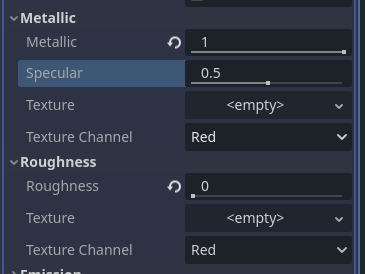 Metallic
Metallic 1
Specular 0.5
Texture <empty>
Texture Channel Red
Roughness
Roughness 0
Texture <empty>
Texture Channel Red
Emission